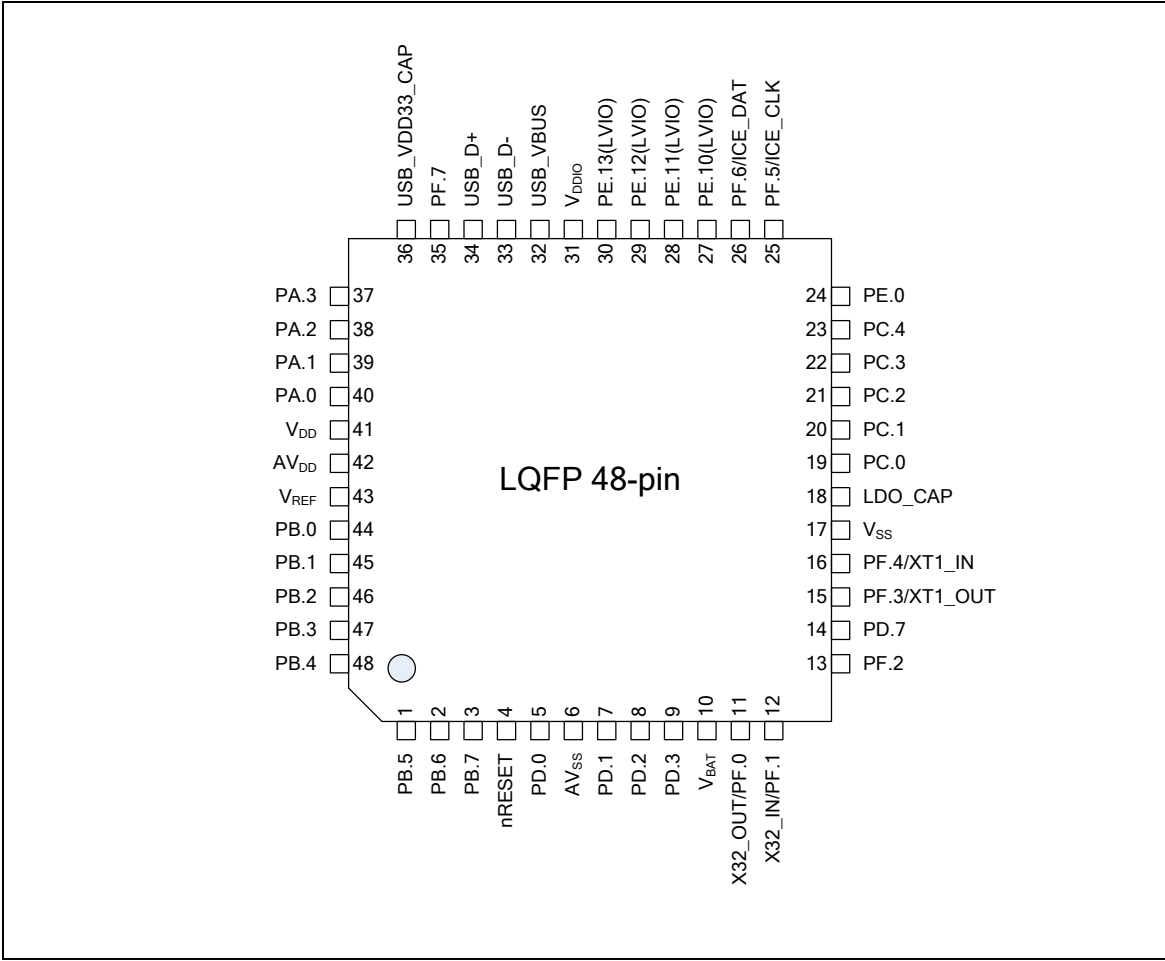 USB_VDD33_CAP
PF.7
USB_D+
USB_D-
USB_VBUS
VDDIO
PE.13(LVIO)
PE.12(LVIO)
PE.11(LVIO)
PE.10(LVIO)
PF.6/ICE_DAT
PF.5/ICE_CLK
36
35
34
33
32
31
30
29
28
27
26
25
PA.3 37
PA.2 38
PA.1 39
PA.0 40
VDD 41
AVDD 42
VREF 43
PB.0 44
PB.1 45
PB.2 46
PB.3 47
PB.4 48
LQFP 48-pin
24 PE.0
23 PC.4
22 PC.3
21 PC.2
20 PC.1
19 PC.0
18 LDO_CAP
17 VSS
16 PF.4/XT1_IN
15 PF.3/XT1_OUT
14 PD.7
13 PF.2
1
2
3
4
5
6
7
8
9
10
11
12
PB.5
PB.6
PB.7
nRESET
PD.0
AVSS
PD.1
PD.2
PD.3
VBAT
X32_OUT/PF.0
X32_IN/PF.1